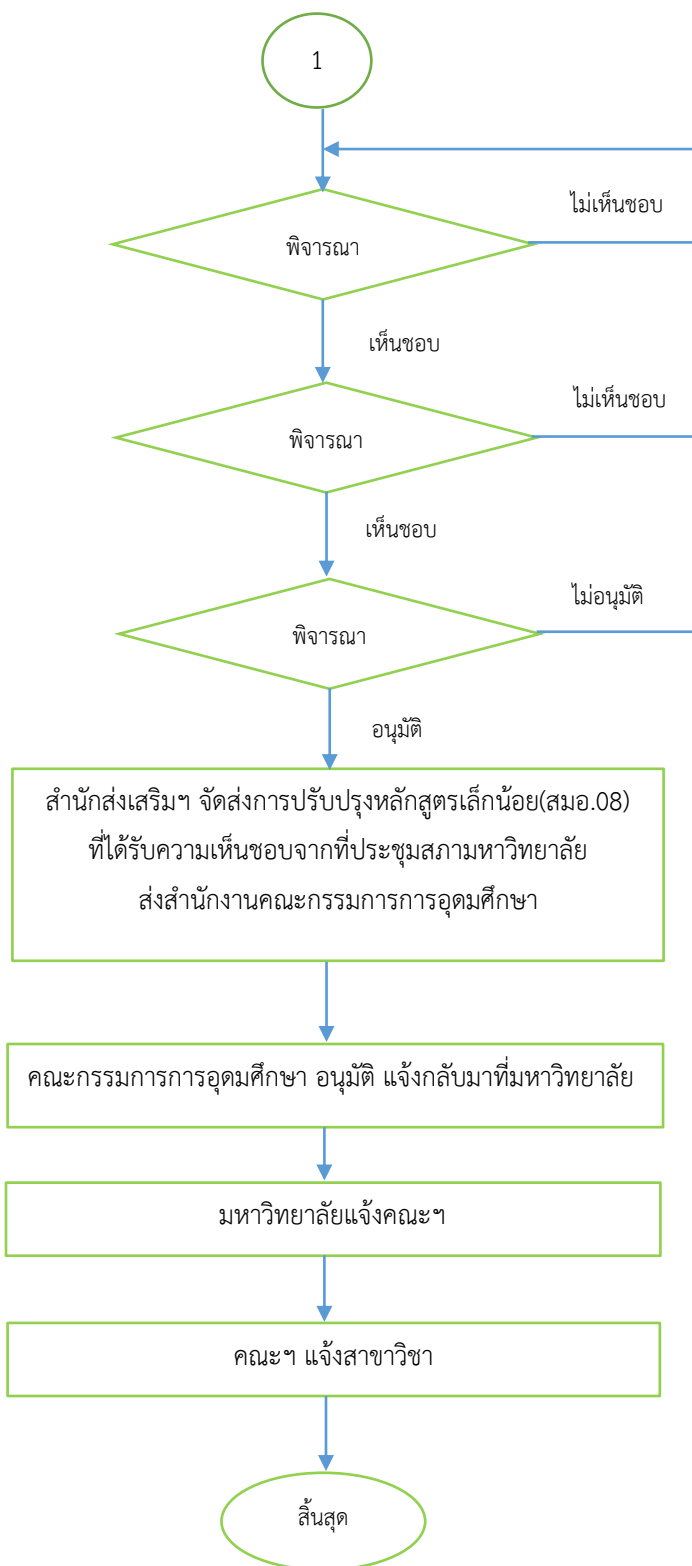 1
ไม่เห็นชอบ
พิจารณา
เห็นชอบ
ไม่เห็นชอบ
พิจารณา
เห็นชอบ
ไม่อนุมัติ
พิจารณา
อนุมัติ
สำนักส่งเสริมฯ จัดส่งการปรับปรุงหลักสูตรเล็กน้อย(สมอ.08)
ที่ได้รับความเห็นชอบจากที่ประชุมสภามหาวิทยาลัย
ส่งสำนักงานคณะกรรมการการอุดมศึกษา
คณะกรรมการการอุดมศึกษา อนุมัติ แจ้งกลับมาที่มหาวิทยาลัย
มหาวิทยาลัยแจ้งคณะฯ
คณะฯ แจ้งสาขาวิชา
สิ้นสุด